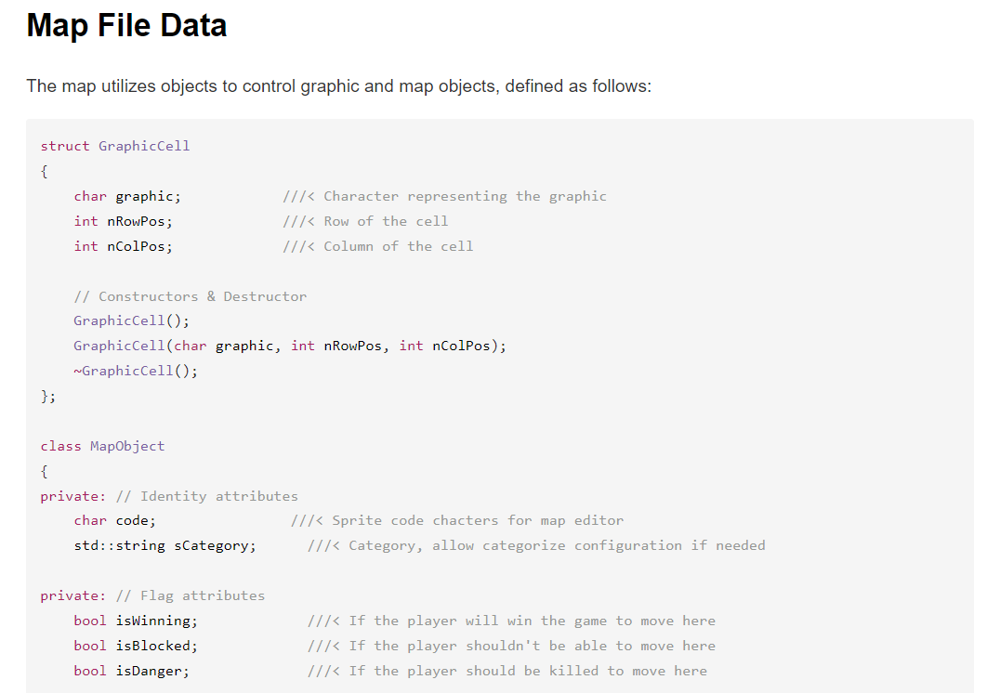 Map File Data
The map utilizes objects to control graphic and map objects, defined as follows:
struct GraphicCell
{
    char graphic;            ///< Character representing the graphic
    int nRowPos;             ///< Row of the cell
    int nColPos;             ///< Column of the cell

    // Constructors & Destructor
    GraphicCell();
    GraphicCell(char graphic, int nRowPos, int nColPos);
    ~GraphicCell();
};

class MapObject
{
private: // Identity attributes
    char code;                ///< Sprite code chacters for map editor
    std::string sCategory;      ///< Category, allow categorize configuration if needed

private: // Flag attributes
    bool isWinning;             ///< If the player will win the game to move here
    bool isBlocked;             ///< If the player shouldn't be able to move here
    bool isDanger;              ///< If the player should be killed to move here